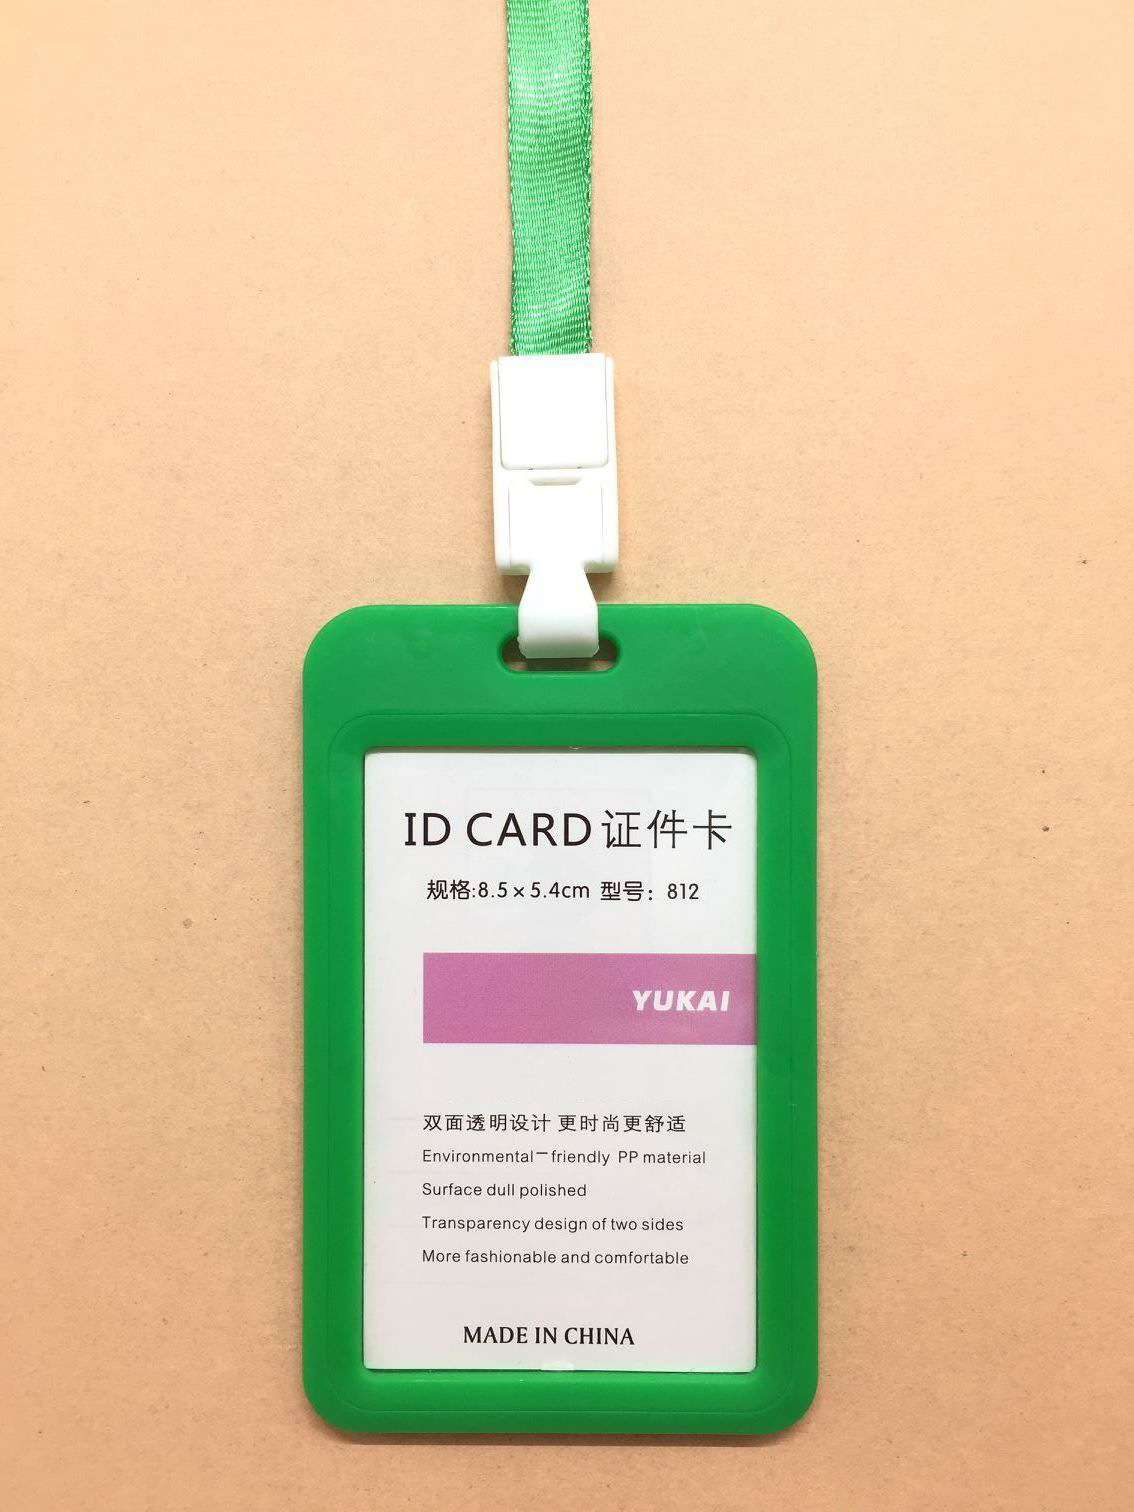 ID CARD证件卡
规格:8.5×5.4cm 型号：812
YUKAI
双面透明设计 更时尚更舒适
Environmental－friendly PP material
Surface dull polished
Transparency design of two sides
More fashionable and comfortable
MADE IN CHINA